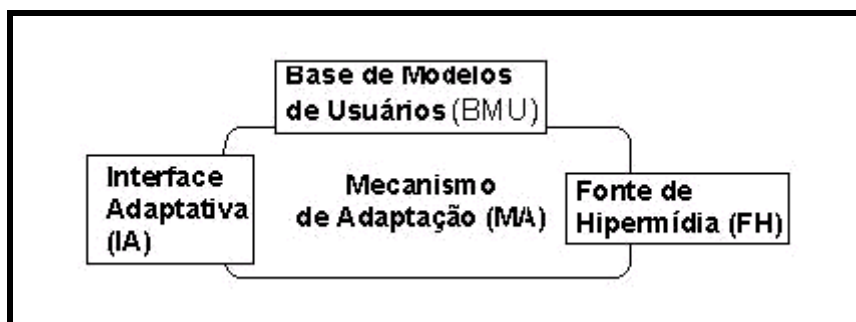 Base de Modelos
de Usuários (BMU)
Interface
Adaptativa
(IA)
Mecanismo
de Adaptação (MA)
Fonte de
Hipermídia (FH)